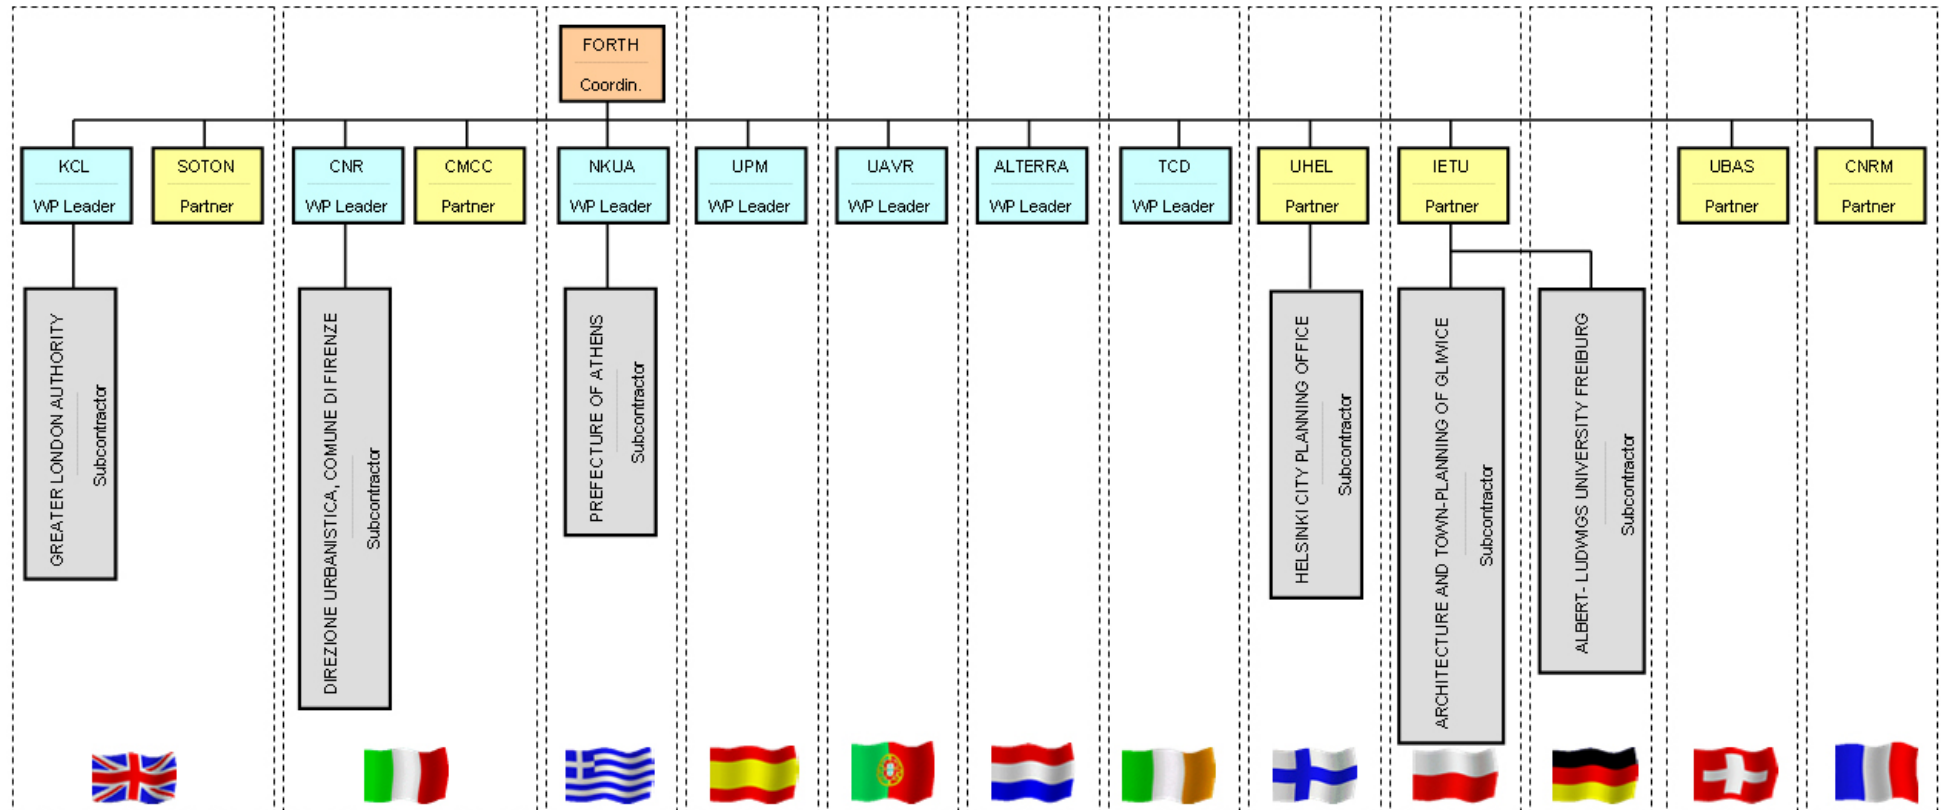 FORTH
Coordin.
KCL
WP Leader
SOTON
Partner
CNR
WP Leader
CMCC
Partner
NKUA
WP Leader
UPM
WP Leader
UAVR
WP Leader
ALTERRA
WP Leader
TCD
WP Leader
UHEL
Partner
IETU
Partner
UBAS
Partner
CNRM
Partner
GREATER LONDON AUTHORITY
Subcontractor
DIREZIONE URBANISTICA, COMUNE DI FIRENZE
Subcontractor
PREFECTURE OF ATHENS
Subcontractor
HELSINKI CITY PLANNING OFFICE
Subcontractor
ARCHITECTURE AND TOWN-PLANNING OF GLIWICE
Subcontractor
ALBERT- LUDWIGS UNIVERSITY FREIBURG
Subcontractor